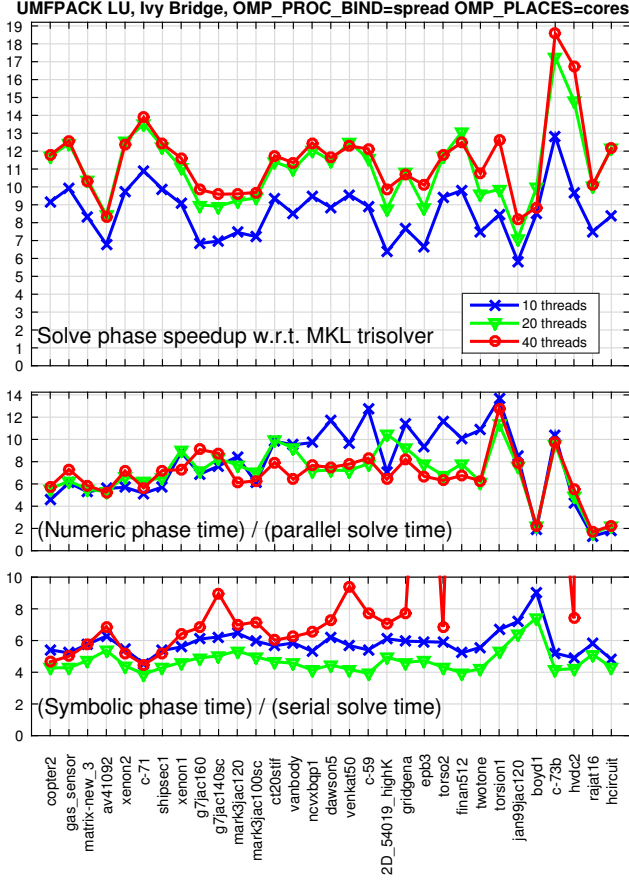 UMFPACK LU, Ivy Bridge, OMP_PROC_BIND=spread OMP_PLACES=cores
19
18
17
16
15
14
13
12
11
10
9
8
7
6
5
4
3
2
1
0
10 threads
20 threads
40 threads
Solve phase speedup w.r.t. MKL trisolver
14
12
10
8
6
4
2
0
(Numeric phase time) / (parallel solve time)
10
8
6
4
2
0
(Symbolic phase time) / (serial solve time)
copter2
gas_sensor
matrix-new_3
av41092
xenon2
c-71
shipsec1
xenon1
g7jac160
g7jac140sc
mark3jac120
mark3jac100sc
ct20stif
vanbody
ncvxbqp1
dawson5
venkat50
c-59
2D_54019_highK
gridgena
epb3
torso2
finan512
twotone
torsion1
jan99jac120
boyd1
c-73b
hvdc2
rajat16
hcircuit